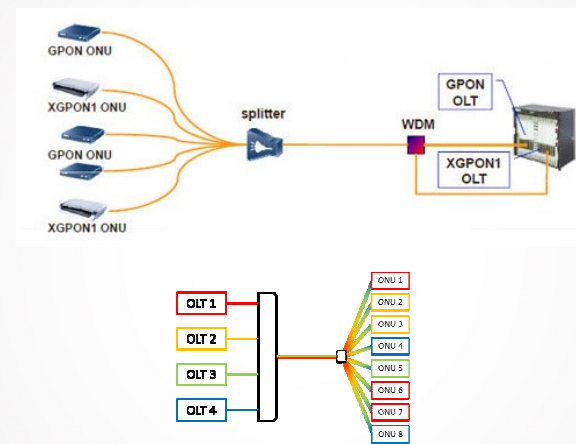 GPON ONU
XGPON1 ONU
GPON ONU
XGPON1 ONU
splitter
WDM
GPON
OLT
XGPON1
OLT
OLT 1
OLT 2
OLT 3
OLT 4
ONU 1
ONU 2
ONU 3
ONU 4
ONU 5
ONU 6
ONU 7
ONU 8